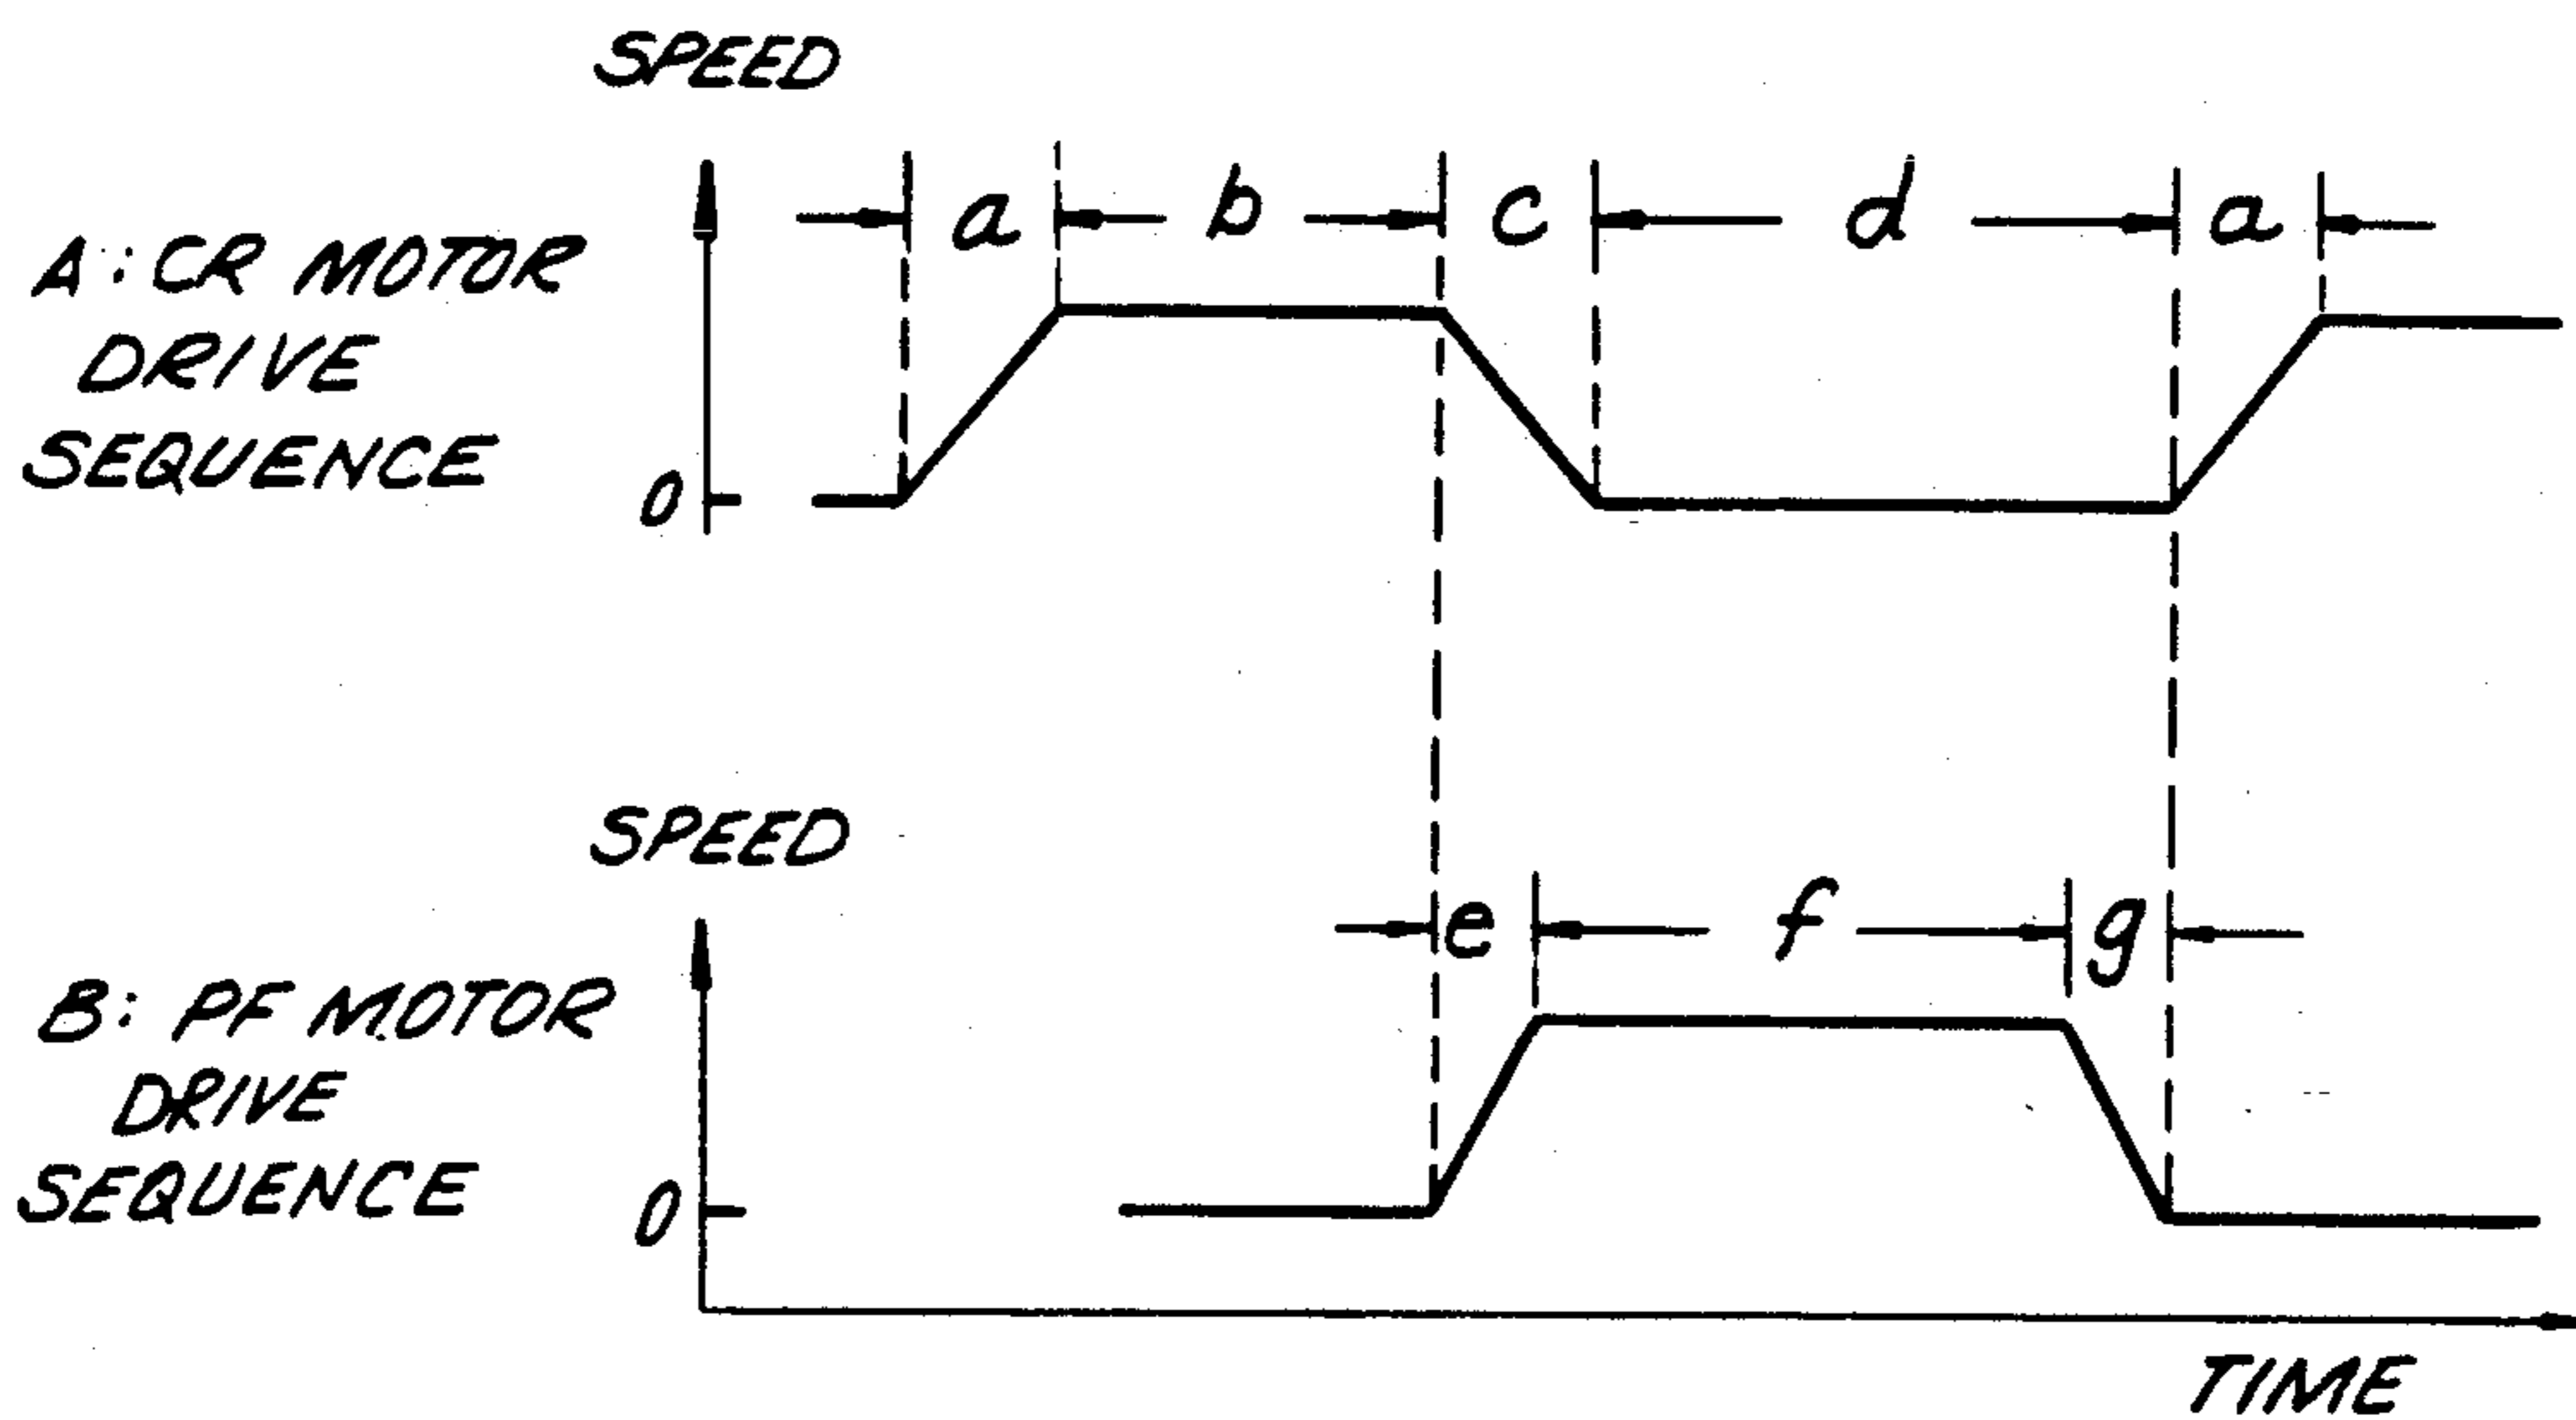 SPEED
a b c d a
A: CR MOTOR
DRIVE
SEQUENCE
0
SPEED
e f g
B: PF MOTOR
DRIVE
SEQUENCE
0
TIME